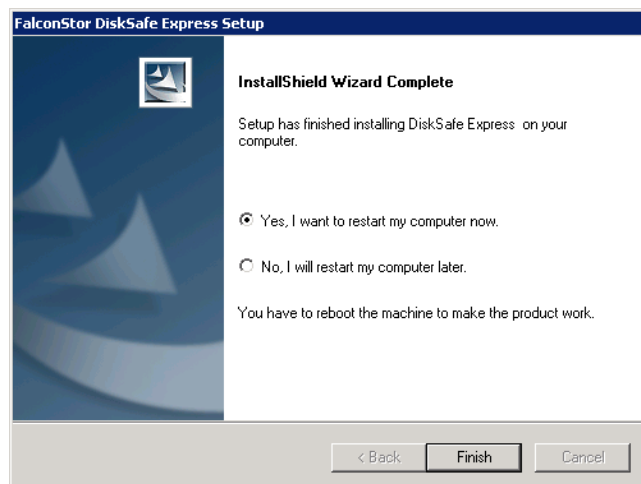 FalconStor DiskSafe Express Setup
InstallShield Wizard Complete
Setup has finished installing DiskSafe Express on your
computer.
Yes, I want to restart my computer now.
No, I will restart my computer later.
You have to reboot the machine to make the product work.
< Back
Finish
Cancel